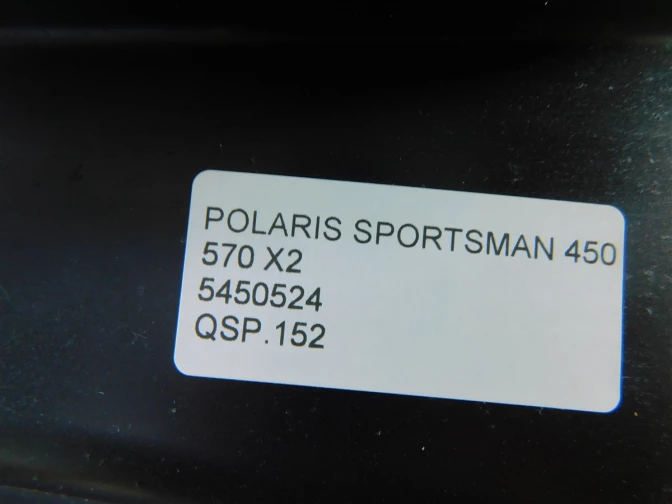 POLARIS SPORTSMAN 450
570 X2
5450524
QSP.152